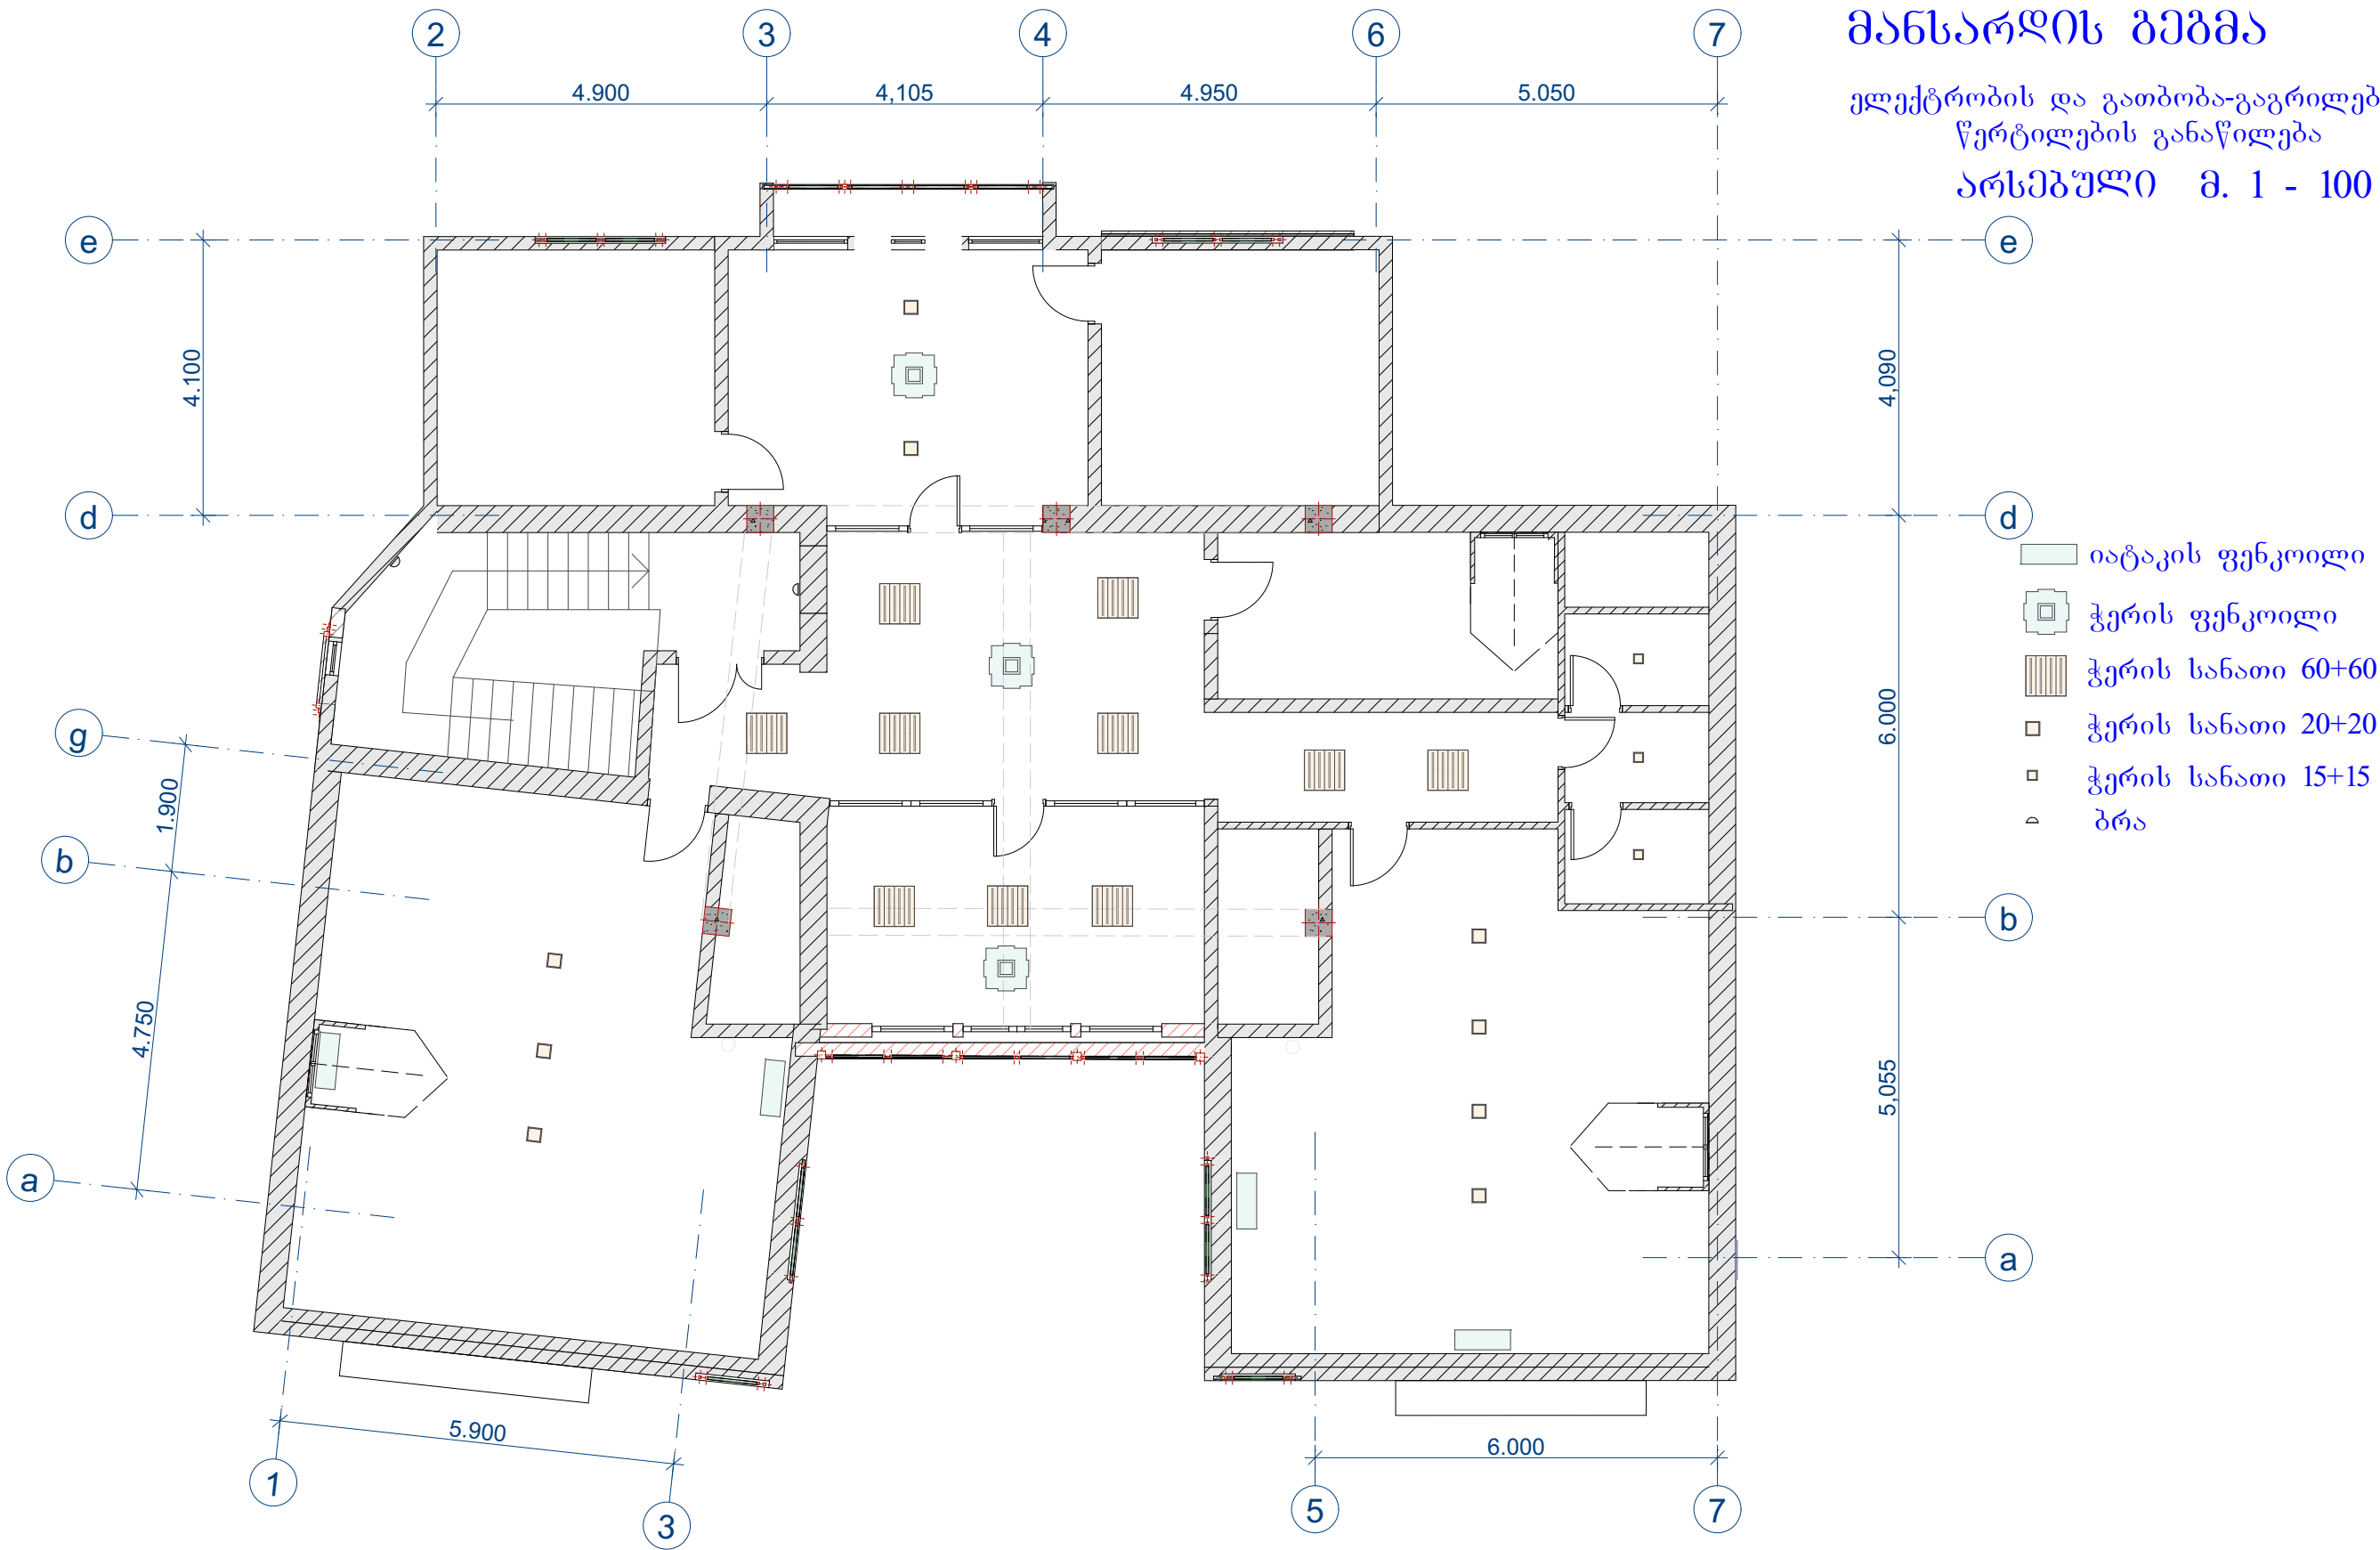 2
3
4
6
7
მანსარდის გეგმა
4.900
4,105
4.950
5.050
ელექტრობის და გათბობა-გაგრილებ
წერტილების განაწილება
არსებული მ. 1 - 100
e
e
4.100
4,090
d
d
იატაკის ფენკოილი
ჭერის ფენკოილი
ჭერის სანათი 60+60
ჭერის სანათი 20+20
ჭერის სანათი 15+15
ბრა
g
6.000
1.900
b
b
4.750
5,055
a
a
5.900
6.000
1
3
5
7